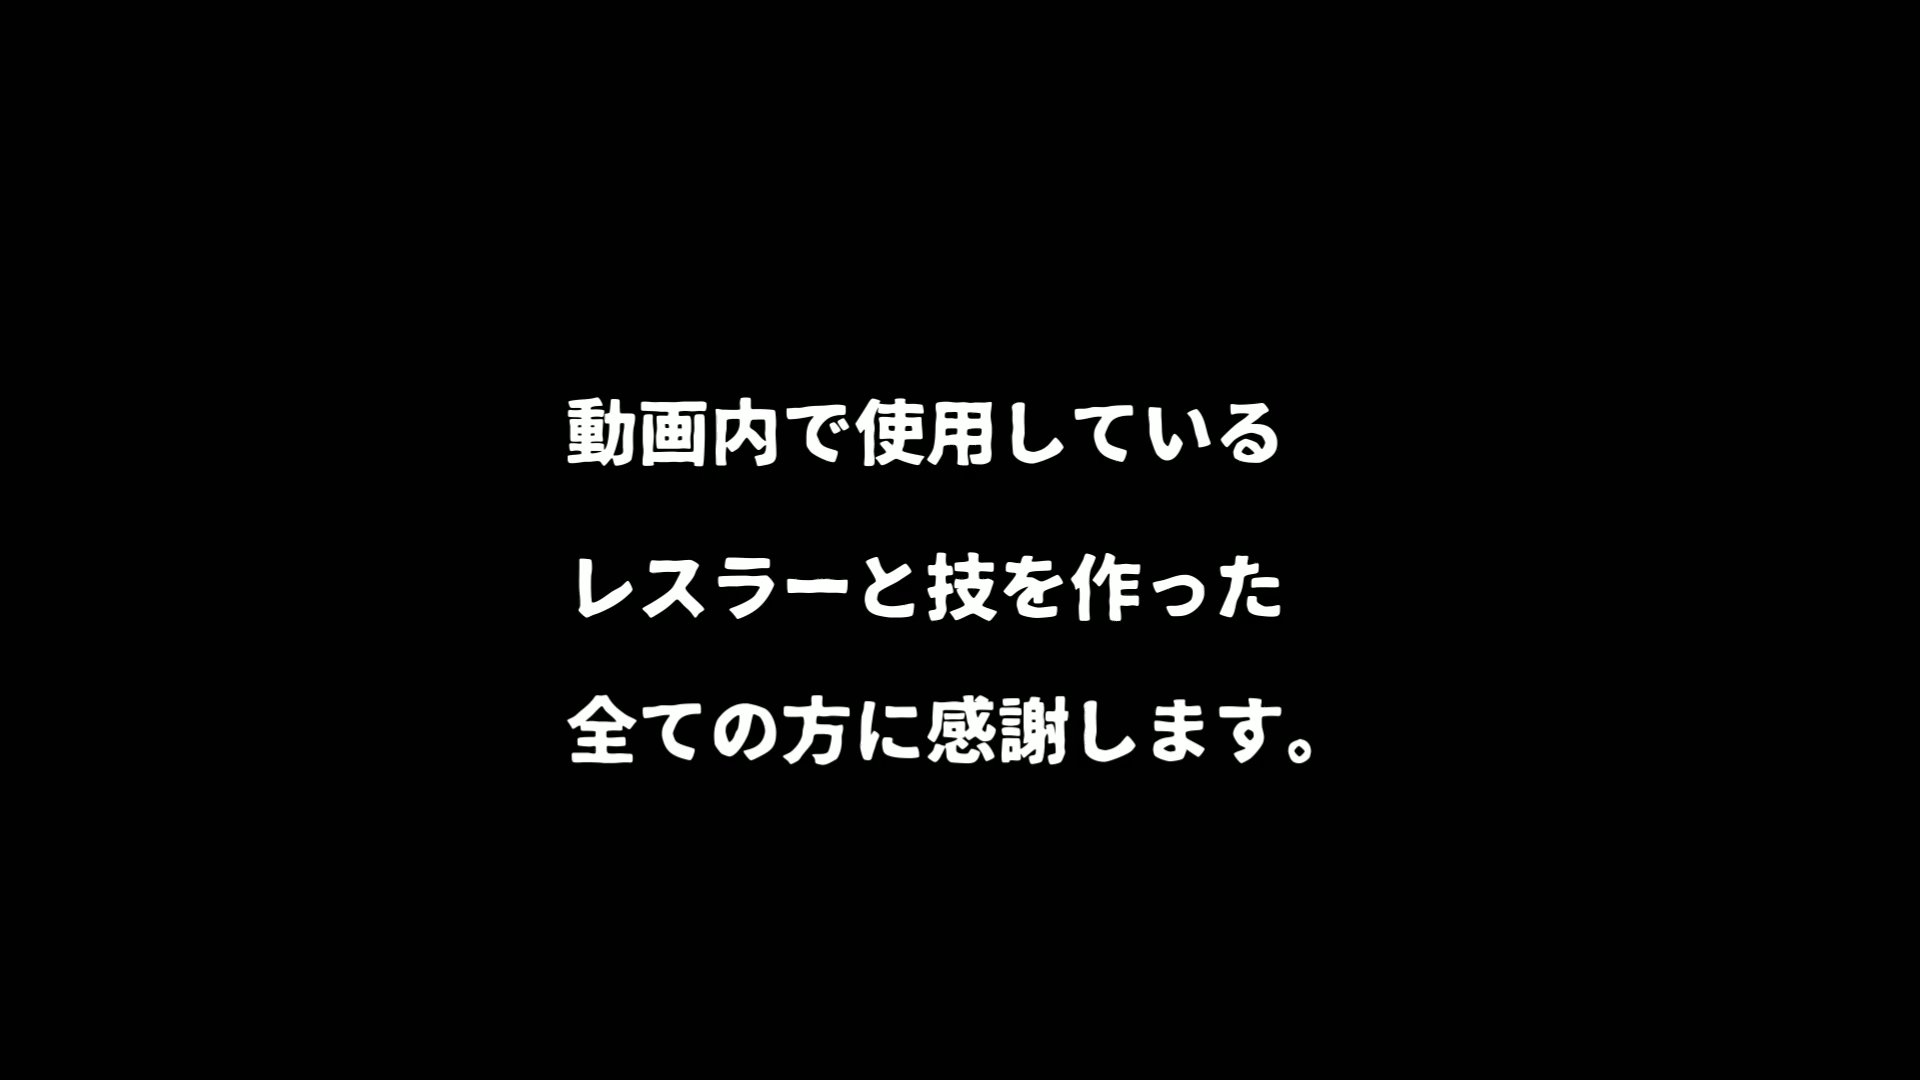 動画内で使用している
レスラーと技を作った
全ての方に感謝します。